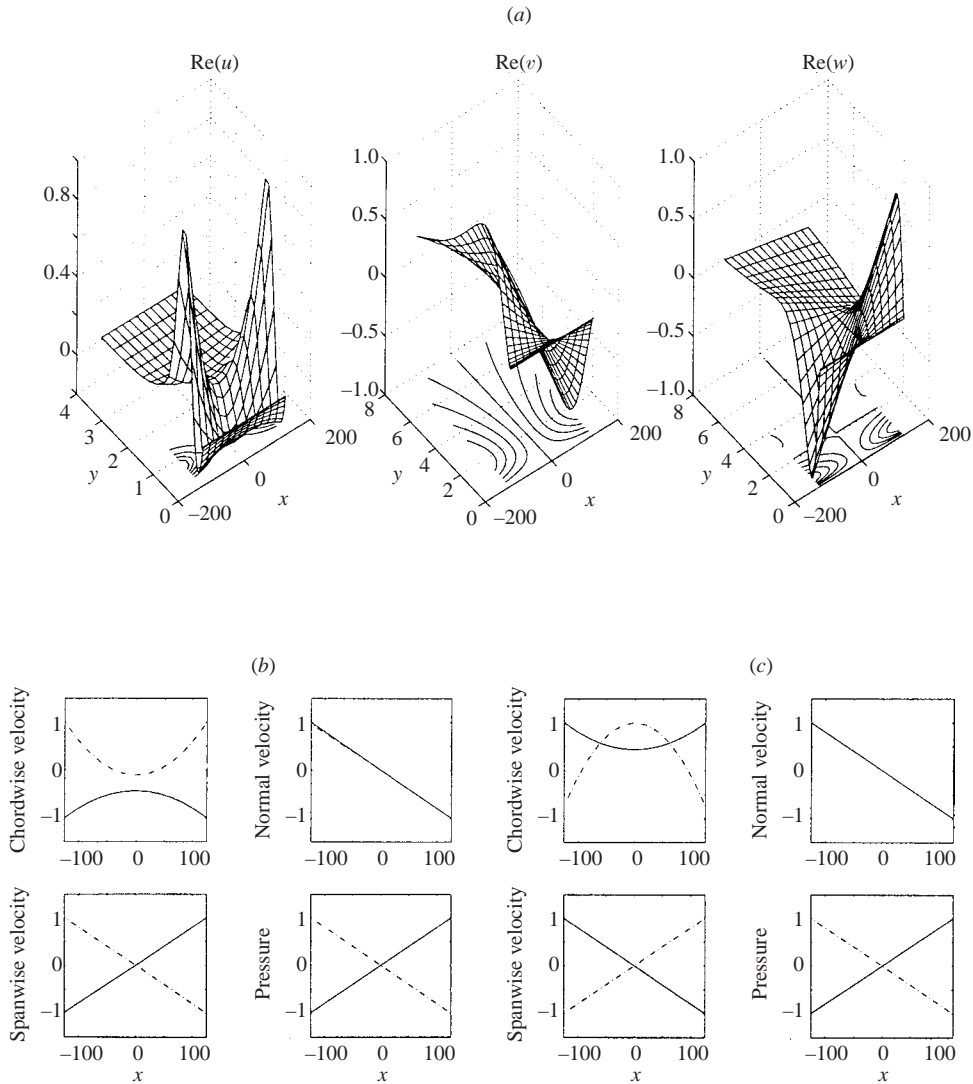 (a)
Re(u) Re(v) Re(w)
0.8
0.4
0
4
3
2
1
0
y
–200
0
200
x
1.0
0.5
0
–0.5
–1.0
8
6
4
2
0
y
–200
0
200
x
1.0
0.5
0
–0.5
–1.0
8
6
4
2
0
y
–200
0
200
x
(b)
Chordwise velocity
1
0
–1
–100 0 100
Normal velocity
1
0
–1
–100 0 100
Spanwise velocity
1
0
–1
–100 0 100
x
Pressure
1
0
–1
–100 0 100
x
(c)
Chordwise velocity
1
0
–1
–100 0 100
Normal velocity
1
0
–1
–100 0 100
Spanwise velocity
1
0
–1
–100 0 100
x
Pressure
1
0
–1
–100 0 100
x